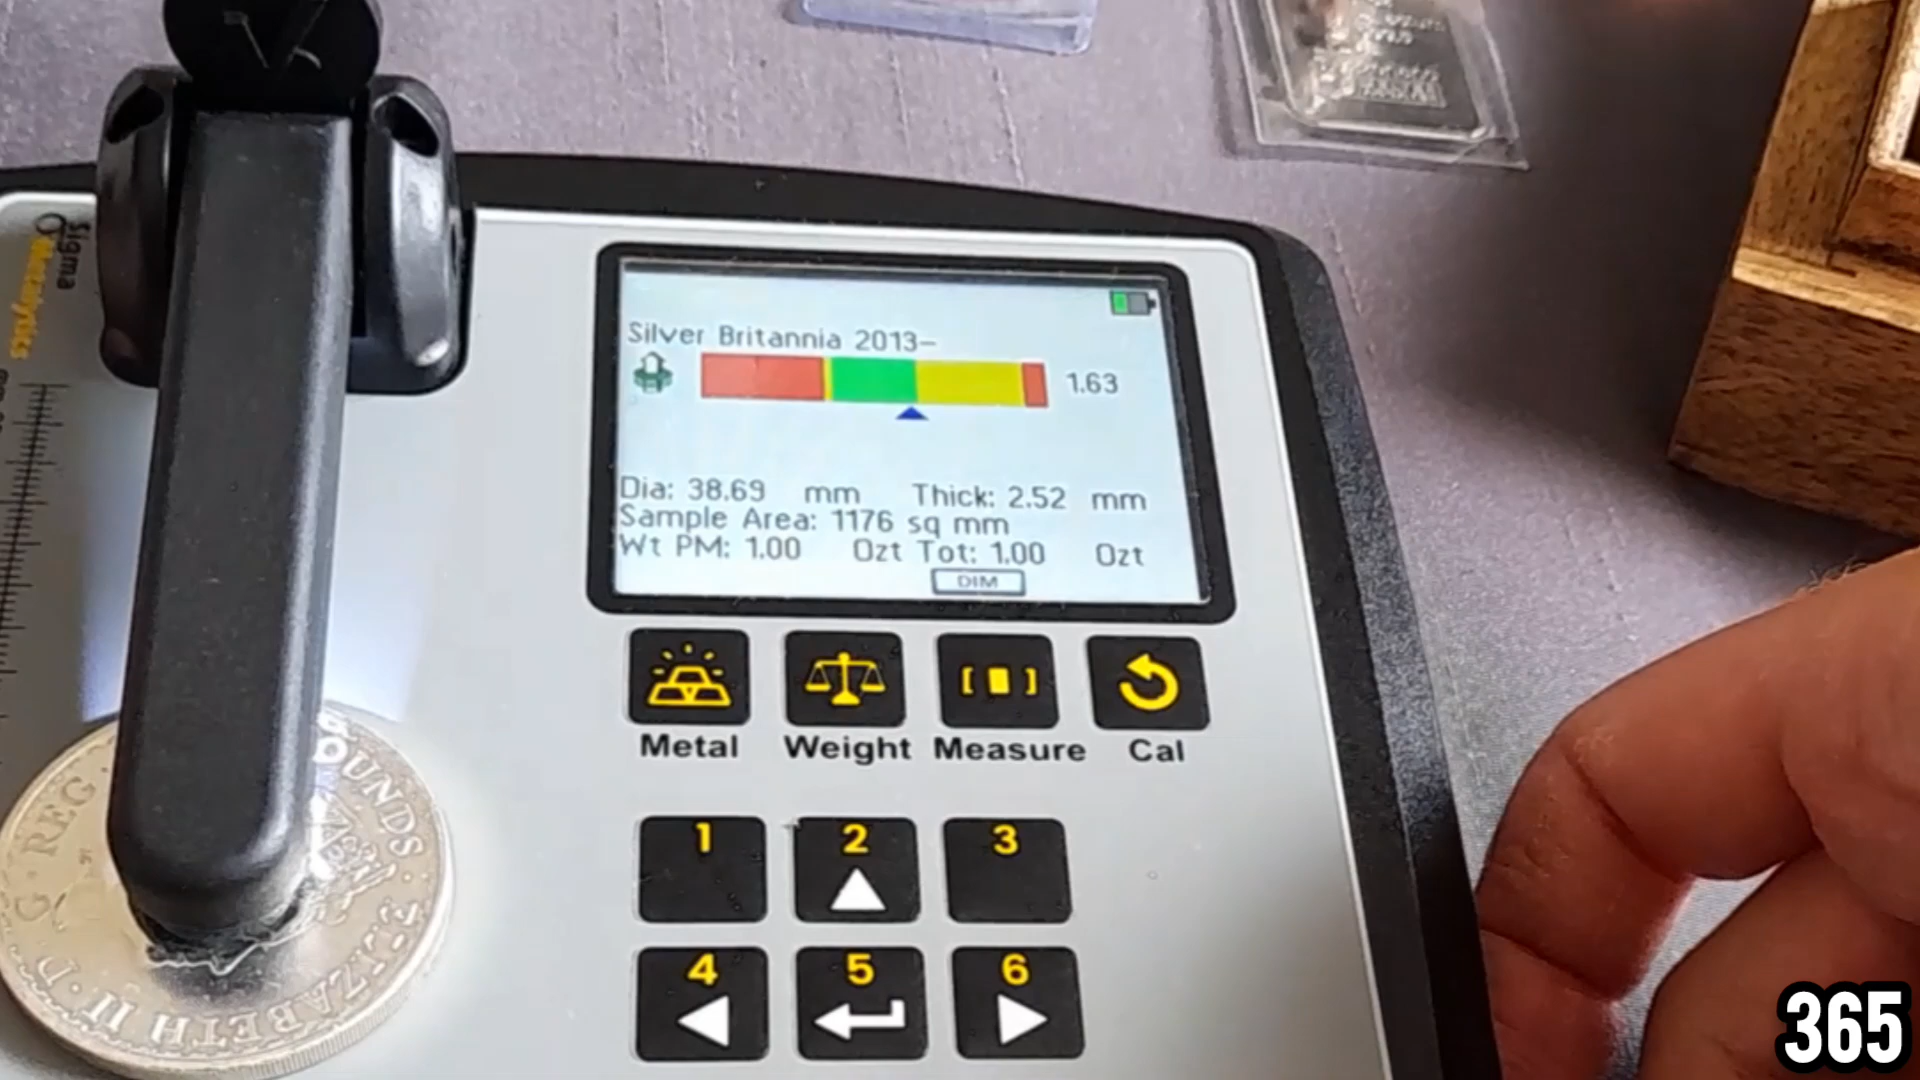 Sigma
Metalytics
Silver Britannia 2013-
1.63
Dia: 38.69 mm Thick: 2.52 mm
Sample Area: 1176 sq mm
Wt PM: 1.00 Ozt Tot: 1.00 Ozt
DIM
Metal Weight Measure Cal
1 2 3
4 5 6
POUNDS · ELIZABETH II · D · G · REG
365